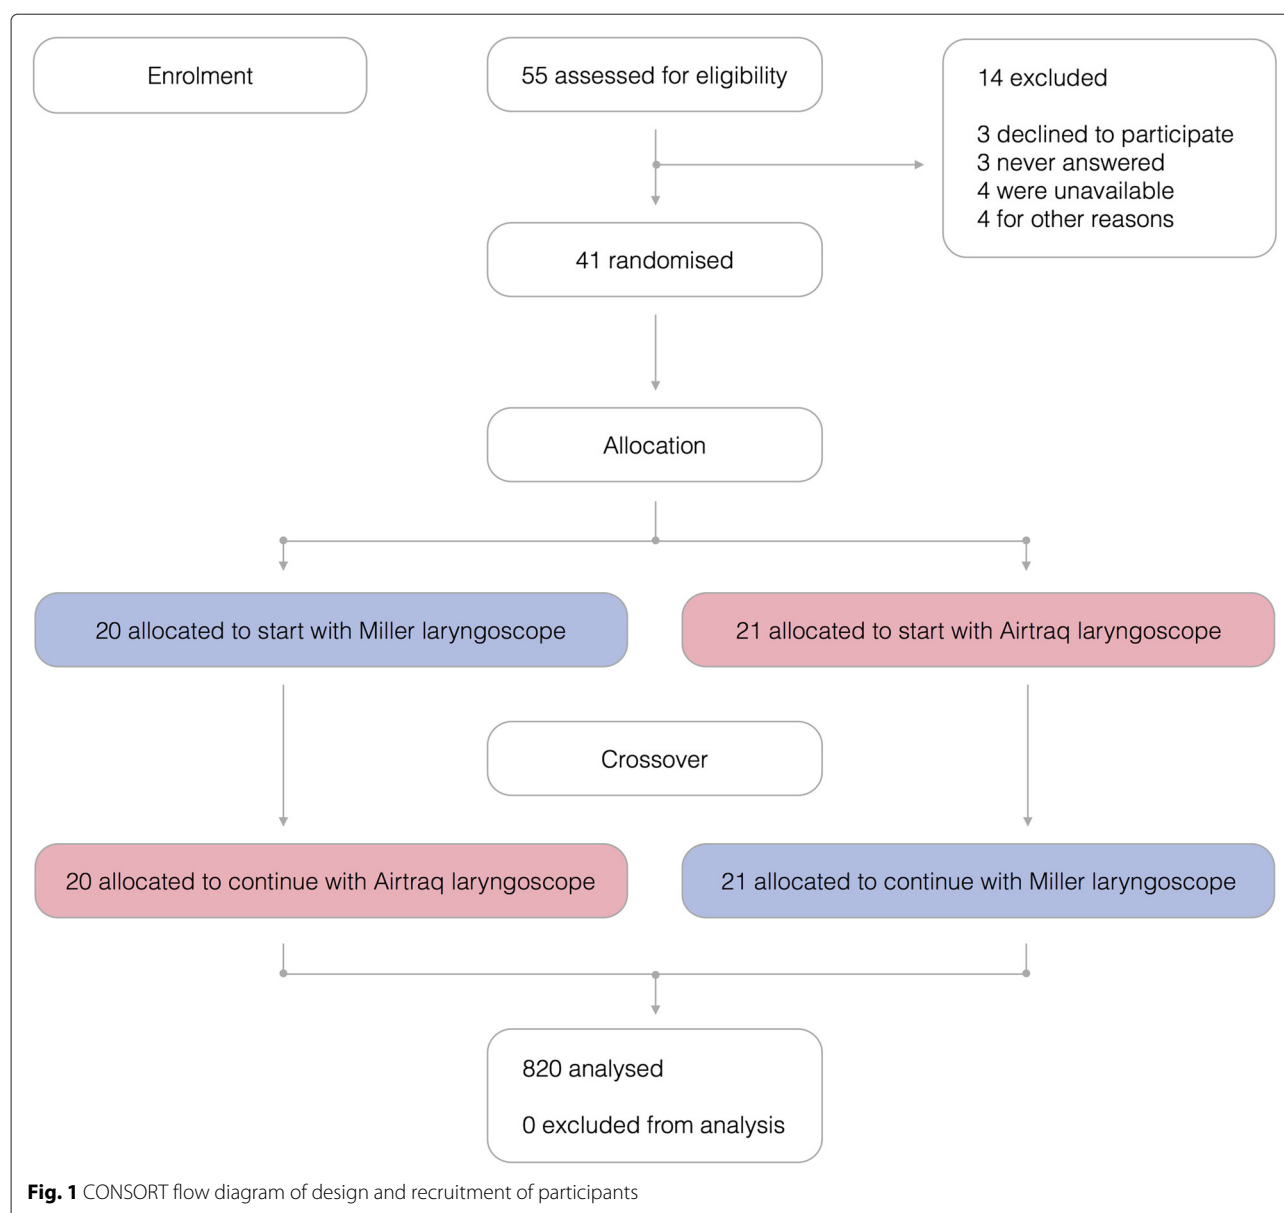 Enrolment
55 assessed for eligibility
14 excluded
3 declined to participate
3 never answered
4 were unavailable
4 for other reasons
41 randomised
Allocation
20 allocated to start with Miller laryngoscope
21 allocated to start with Airtraq laryngoscope
Crossover
20 allocated to continue with Airtraq laryngoscope
21 allocated to continue with Miller laryngoscope
820 analysed
0 excluded from analysis
Fig. 1 CONSORT flow diagram of design and recruitment of participants